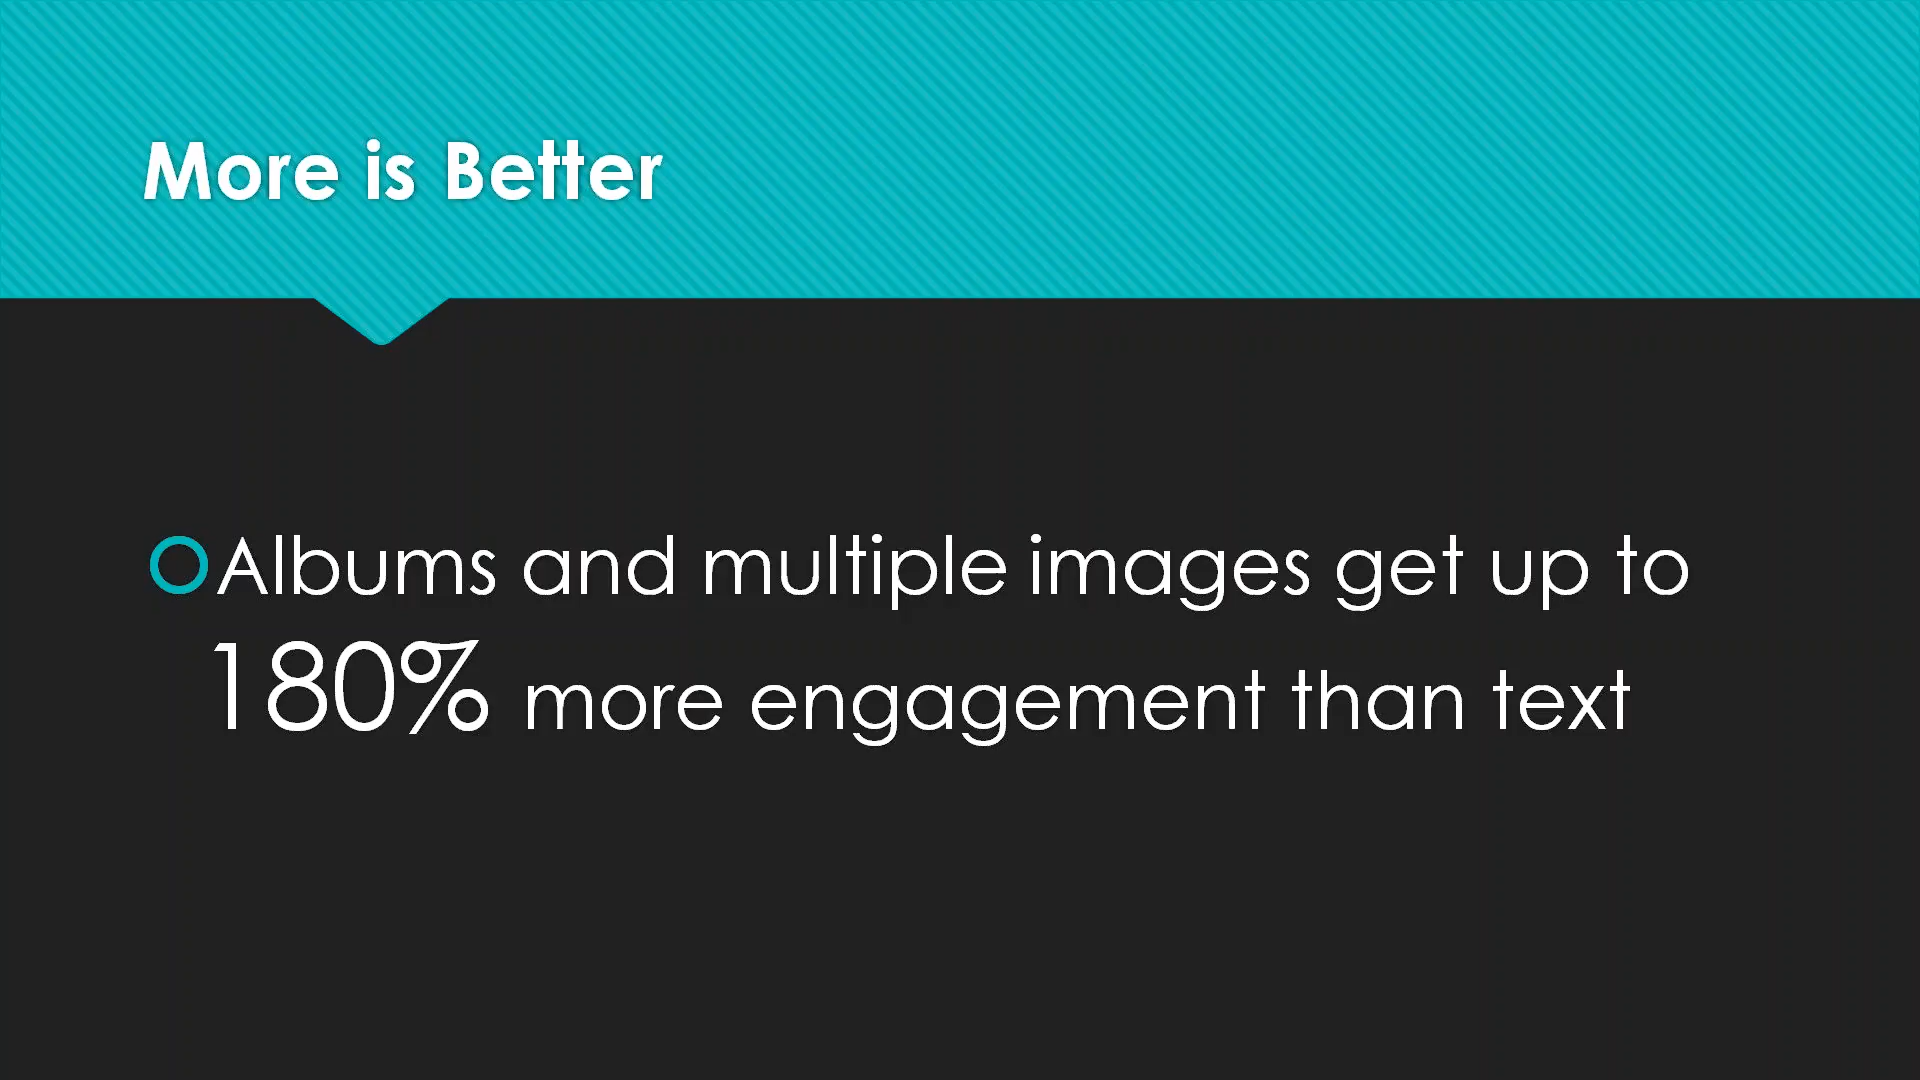 More is Better
Albums and multiple images get up to
180% more engagement than text